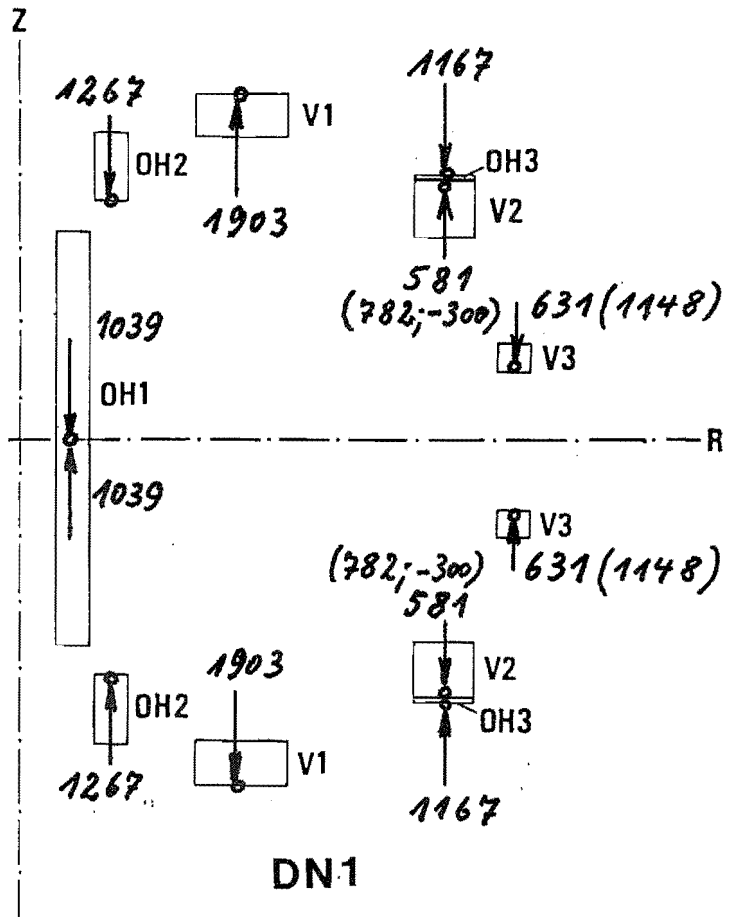 Z
1267
1167
V1
OH3
OH2
V2
1903
581
(782;-300)
631(1148)
1039
V3
OH1
R
1039
V3
(782;-300)
631(1148)
581
1903
V2
OH2
OH3
V1
1267
1167
DN1